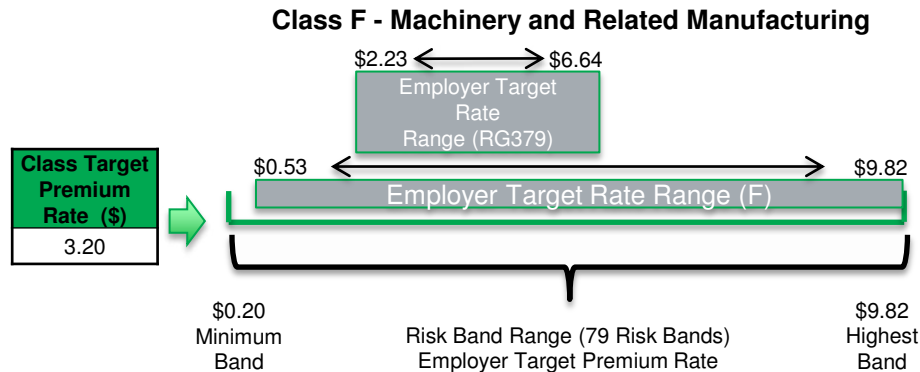 Class F - Machinery and Related Manufacturing
$2.23 $6.64
Employer Target
Rate
Range (RG379)
$0.53 $9.82
Employer Target Rate Range (F)
Class Target
Premium
Rate ($)
3.20
$0.20
Minimum
Band
Risk Band Range (79 Risk Bands)
Employer Target Premium Rate
$9.82
Highest
Band